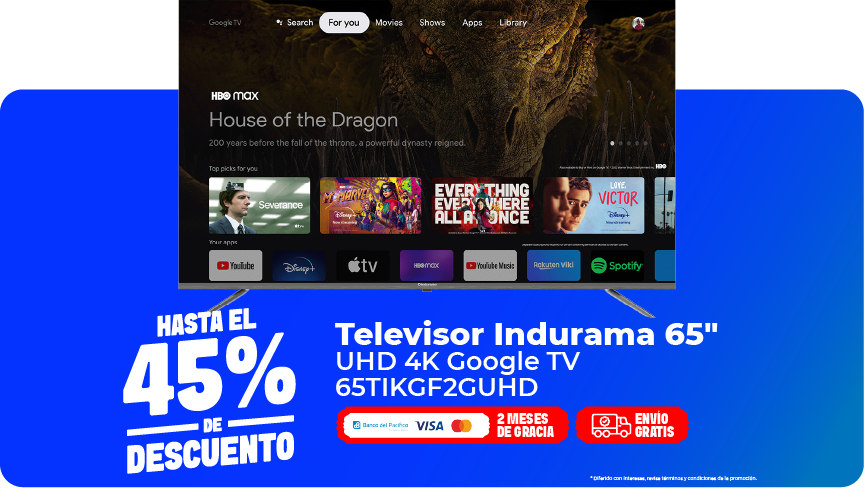 Google TV
Search For you Movies Shows Apps Library
HBO max
House of the Dragon
200 years before the fall of the throne, a powerful dynasty reigned.
HBO
Top picks for you
Severance
tv+
MS. MARVEL
Disney+
EVERYTHING
EVERYWHERE
ALL AT ONCE
LOVE,
VICTOR
Disney+
Your apps
YouTube Disney+ tv HBOMAX YouTube Music Rakuten Viki Spotify
HASTA EL
45%
DE
DESCUENTO
Televisor Indurama 65"
UHD 4K Google TV
65TIKGF2GUHD
Banco del Pacífico VISA 2 MESES
DE GRACIA
ENVÍO
GRATIS
* Diferido con intereses, revisa términos y condiciones de la promoción.